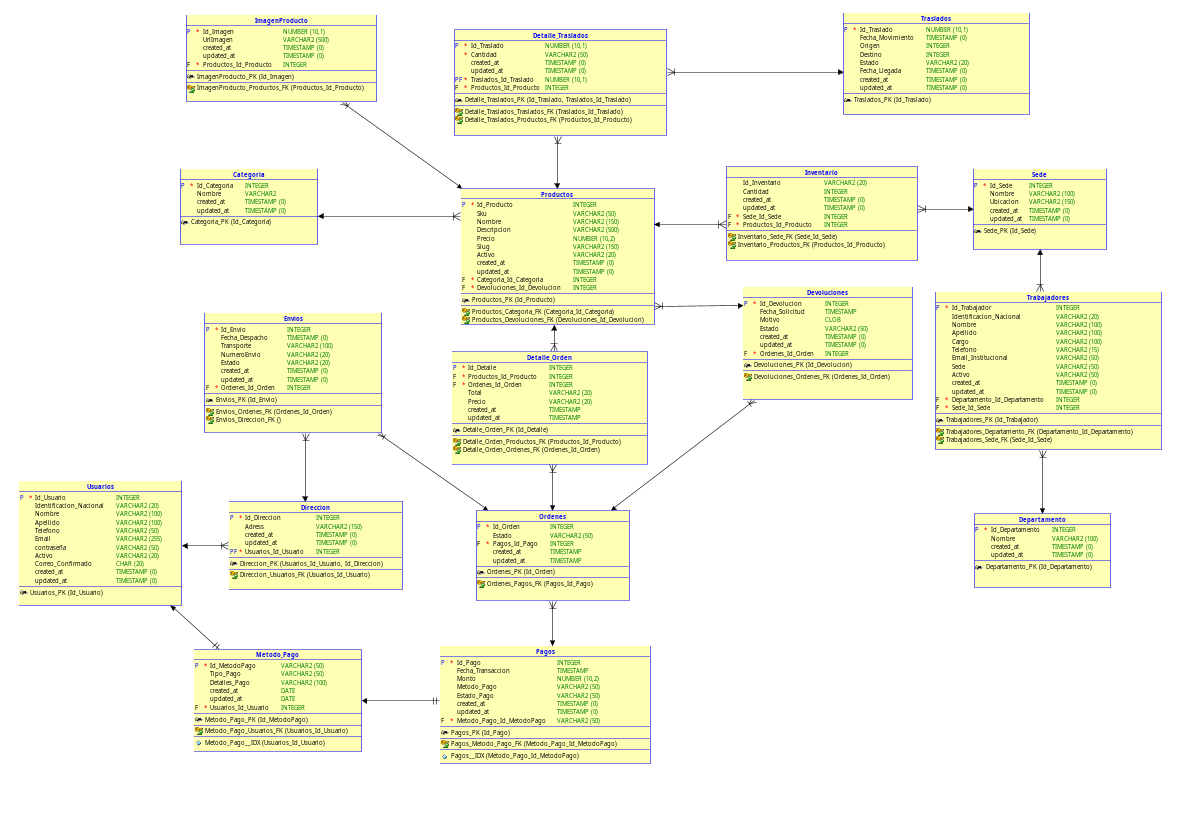 ImagenProducto
P * Id_Imagen NUMBER (10,1)
UrlImagen VARCHAR2 (500)
created_at TIMESTAMP (0)
updated_at TIMESTAMP (0)
F * Productos_Id_Producto INTEGER
ImagenProducto_PK (Id_Imagen)
ImagenProducto_Productos_FK (Productos_Id_Producto)
Detalle_Traslados
P * Id_Traslado NUMBER (10,1)
* Cantidad VARCHAR2 (50)
created_at TIMESTAMP (0)
updated_at TIMESTAMP (0)
PF * Traslados_Id_Traslado NUMBER (10,1)
F * Productos_Id_Producto INTEGER
Detalle_Traslados_PK (Id_Traslado, Traslados_Id_Traslado)
Detalle_Traslados_Traslados_FK (Traslados_Id_Traslado)
Detalle_Traslados_Productos_FK (Productos_Id_Producto)
Traslados
P * Id_Traslado NUMBER (10,1)
Fecha_Movimiento TIMESTAMP (0)
Origen INTEGER
Destino INTEGER
Estado VARCHAR2 (20)
Fecha_Llegada TIMESTAMP (0)
created_at TIMESTAMP (0)
updated_at TIMESTAMP (0)
Traslados_PK (Id_Traslado)
Categoria
P * Id_Categoria INTEGER
Nombre VARCHAR2
created_at TIMESTAMP (0)
updated_at TIMESTAMP (0)
Categoria_PK (Id_Categoria)
Productos
P * Id_Producto INTEGER
Sku VARCHAR2 (50)
Nombre VARCHAR2 (150)
Descripcion VARCHAR2 (500)
Precio NUMBER (10,2)
Slug VARCHAR2 (150)
Activo VARCHAR2 (20)
created_at TIMESTAMP (0)
updated_at TIMESTAMP (0)
F * Categoria_Id_Categoria INTEGER
F * Devoluciones_Id_Devolucion INTEGER
Productos_PK (Id_Producto)
Productos_Categoria_FK (Categoria_Id_Categoria)
Productos_Devoluciones_FK (Devoluciones_Id_Devolucion)
Inventario
Id_Inventario VARCHAR2 (20)
Cantidad INTEGER
created_at TIMESTAMP (0)
updated_at TIMESTAMP (0)
F * Sede_Id_Sede INTEGER
F * Productos_Id_Producto INTEGER
Inventario_Sede_FK (Sede_Id_Sede)
Inventario_Productos_FK (Productos_Id_Producto)
Sede
P * Id_Sede INTEGER
Nombre VARCHAR2 (100)
Ubicacion VARCHAR2 (150)
created_at TIMESTAMP (0)
updated_at TIMESTAMP (0)
Sede_PK (Id_Sede)
Envios
P * Id_Envio INTEGER
Fecha_Despacho TIMESTAMP (0)
Transporte VARCHAR2 (100)
NumeroEnvio VARCHAR2 (20)
Estado VARCHAR2 (20)
created_at TIMESTAMP (0)
updated_at TIMESTAMP (0)
F * Ordenes_Id_Orden INTEGER
Envios_PK (Id_Envio)
Envios_Ordenes_FK (Ordenes_Id_Orden)
Envios_Direccion_FK ()
Detalle_Orden
P * Id_Detalle INTEGER
F * Productos_Id_Producto INTEGER
F * Ordenes_Id_Orden INTEGER
Total VARCHAR2 (20)
Precio VARCHAR2 (20)
created_at TIMESTAMP
updated_at TIMESTAMP
Detalle_Orden_PK (Id_Detalle)
Detalle_Orden_Productos_FK (Productos_Id_Producto)
Detalle_Orden_Ordenes_FK (Ordenes_Id_Orden)
Devoluciones
P * Id_Devolucion INTEGER
Fecha_Solicitud TIMESTAMP
Motivo CLOB
Estado VARCHAR2 (50)
created_at TIMESTAMP (0)
updated_at TIMESTAMP (0)
F * Ordenes_Id_Orden INTEGER
Devoluciones_PK (Id_Devolucion)
Devoluciones_Ordenes_FK (Ordenes_Id_Orden)
Trabajadores
P * Id_Trabajador INTEGER
Identificacion_Nacional VARCHAR2 (20)
Nombre VARCHAR2 (100)
Apellido VARCHAR2 (100)
Cargo VARCHAR2 (100)
Telefono VARCHAR2 (15)
Email_Institucional VARCHAR2 (50)
Sede VARCHAR2 (50)
Activo VARCHAR2 (50)
created_at TIMESTAMP (0)
updated_at TIMESTAMP (0)
F * Departamento_Id_Departamento INTEGER
F * Sede_Id_Sede INTEGER
Trabajadores_PK (Id_Trabajador)
Trabajadores_Departamento_FK (Departamento_Id_Departamento)
Trabajadores_Sede_FK (Sede_Id_Sede)
Usuarios
P * Id_Usuario INTEGER
Identificacion_Nacional VARCHAR2 (20)
Nombre VARCHAR2 (100)
Apellido VARCHAR2 (100)
Telefono VARCHAR2 (50)
Email VARCHAR2 (255)
contraseña VARCHAR2 (50)
Activo VARCHAR2 (20)
Correo_Confirmado CHAR (20)
created_at TIMESTAMP (0)
updated_at TIMESTAMP (0)
Usuarios_PK (Id_Usuario)
Direccion
P * Id_Direccion INTEGER
Adress VARCHAR2 (150)
created_at TIMESTAMP (0)
updated_at TIMESTAMP (0)
PF * Usuarios_Id_Usuario INTEGER
Direccion_PK (Usuarios_Id_Usuario, Id_Direccion)
Direccion_Usuarios_FK (Usuarios_Id_Usuario)
Ordenes
P * Id_Orden INTEGER
Estado VARCHAR2 (50)
F * Pagos_Id_Pago INTEGER
created_at TIMESTAMP
updated_at TIMESTAMP
Ordenes_PK (Id_Orden)
Ordenes_Pagos_FK (Pagos_Id_Pago)
Departamento
P * Id_Departamento INTEGER
Nombre VARCHAR2 (100)
created_at TIMESTAMP (0)
updated_at TIMESTAMP (0)
Departamento_PK (Id_Departamento)
Metodo_Pago
P * Id_MetodoPago VARCHAR2 (50)
Tipo_Pago VARCHAR2 (50)
Detalles_Pago VARCHAR2 (100)
created_at DATE
updated_at DATE
F * Usuarios_Id_Usuario INTEGER
Metodo_Pago_PK (Id_MetodoPago)
Metodo_Pago_Usuarios_FK (Usuarios_Id_Usuario)
Metodo_Pago__IDX (Usuarios_Id_Usuario)
Pagos
P * Id_Pago INTEGER
Fecha_Transaccion TIMESTAMP
Monto NUMBER (10,2)
Metodo_Pago VARCHAR2 (50)
Estado_Pago VARCHAR2 (50)
created_at TIMESTAMP (0)
updated_at TIMESTAMP (0)
F * Metodo_Pago_Id_MetodoPago VARCHAR2 (50)
Pagos_PK (Id_Pago)
Pagos_Metodo_Pago_FK (Metodo_Pago_Id_MetodoPago)
Pagos__IDX (Metodo_Pago_Id_MetodoPago)